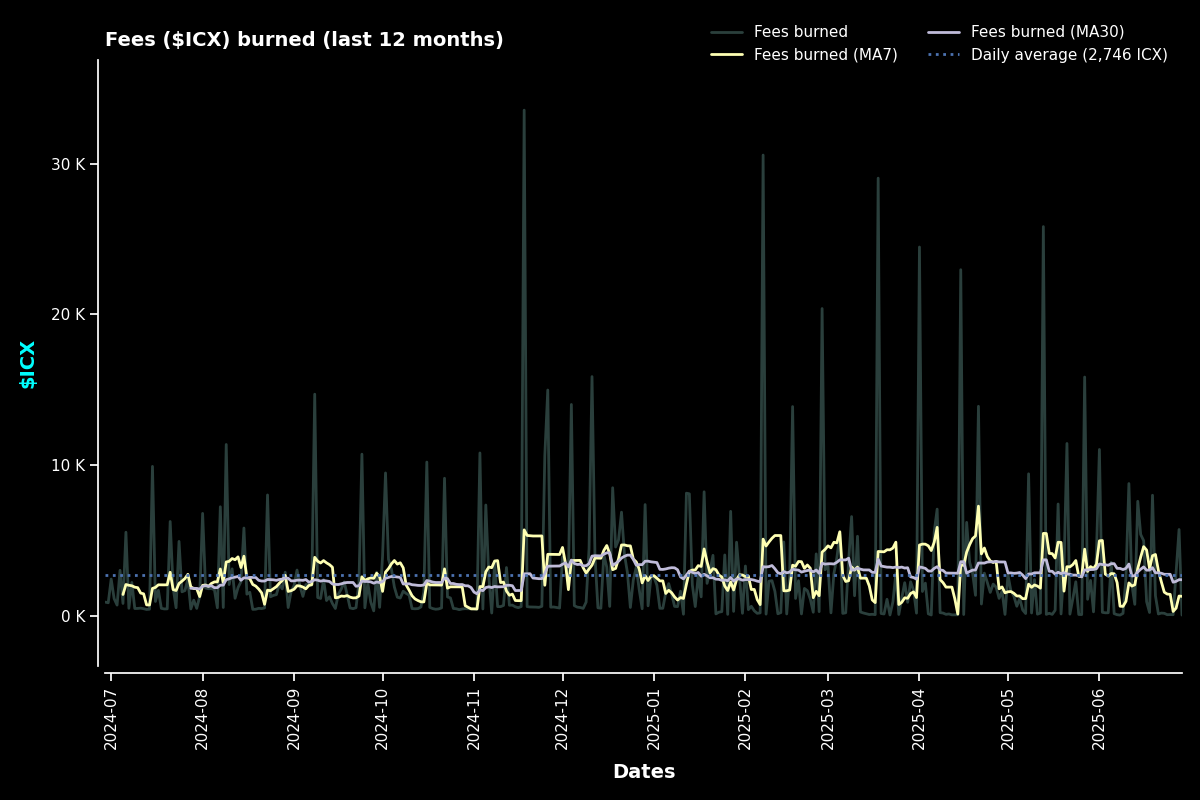 Fees ($ICX) burned (last 12 months)
Fees burned
Fees burned (MA7)
Fees burned (MA30)
Daily average (2,746 ICX)
30 K
20 K
10 K
0 K
$ICX
2024-07
2024-08
2024-09
2024-10
2024-11
2024-12
2025-01
2025-02
2025-03
2025-04
2025-05
2025-06
Dates